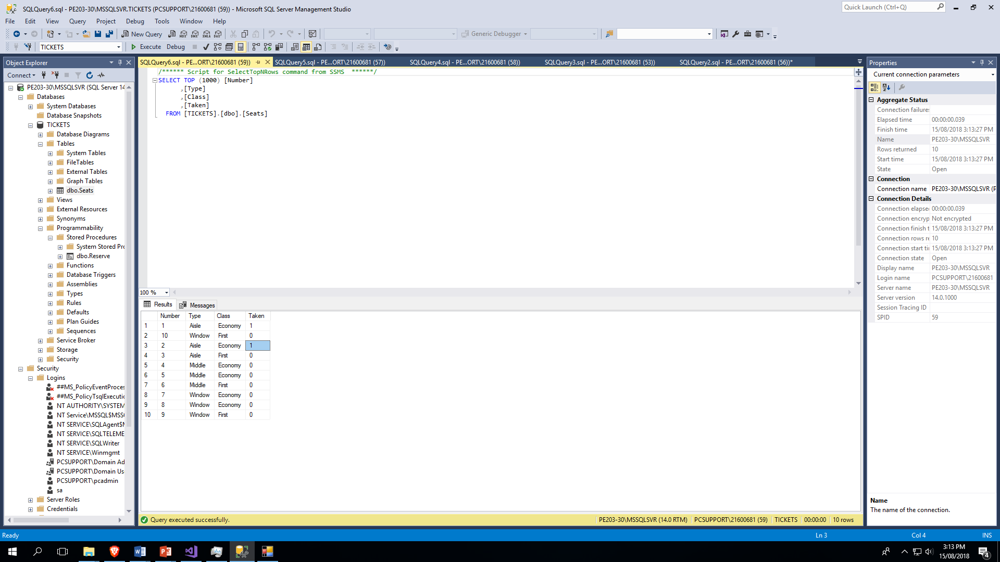 SQLQuery6.sql - PE203-30\MSSQLSVR.TICKETS (PCSUPPORT\21600681 (59)) - Microsoft SQL Server Management Studio
Quick Launch (Ctrl+Q)
File Edit View Query Project Debug Tools Window Help
New Query MDX DMX XMLA DAX Generic Debugger
TICKETS Execute Debug
Object Explorer
Connect
PE203-30\MSSQLSVR (SQL Server 14
Databases
System Databases
Database Snapshots
TICKETS
Database Diagrams
Tables
System Tables
FileTables
External Tables
Graph Tables
dbo.Seats
Views
External Resources
Synonyms
Programmability
Stored Procedures
System Stored Pro
dbo.Reserve
Functions
Database Triggers
Assemblies
Types
Rules
Defaults
Plan Guides
Sequences
Service Broker
Storage
Security
Security
Logins
##MS_PolicyEventProces
##MS_PolicyTsqlExecutio
NT AUTHORITY\SYSTEM
NT Service\MSSQL$MSSQ
NT SERVICE\SQLAgent$M
NT SERVICE\SQLTELEME
NT SERVICE\SQLWriter
NT SERVICE\Winmgmt
PCSUPPORT\Domain Ad
PCSUPPORT\Domain Us
PCSUPPORT\pcadmin
sa
Server Roles
Credentials
SQLQuery6.sql - PE...ORT\21600681 (59)) SQLQuery5.sql - PE...ORT\21600681 (57)) SQLQuery4.sql - PE...ORT\21600681 (58)) SQLQuery3.sql - PE...ORT\21600681 (53)) SQLQuery2.sql - PE...ORT\21600681 (56))*
/****** Script for SelectTopNRows command from SSMS ******/
SELECT TOP (1000) [Number]
,[Type]
,[Class]
,[Taken]
FROM [TICKETS].[dbo].[Seats]
100 %
Results Messages
Number Type Class Taken
1 1 Aisle Economy 1
2 10 Window First 0
3 2 Aisle Economy 1
4 3 Aisle First 0
5 4 Middle Economy 0
6 5 Middle Economy 0
7 6 Middle First 0
8 7 Window Economy 0
9 8 Window Economy 0
10 9 Window First 0
Query executed successfully. PE203-30\MSSQLSVR (14.0 RTM) PCSUPPORT\21600681 (59) TICKETS 00:00:00 10 rows
Properties
Current connection parameters
Aggregate Status
Connection failures
Elapsed time 00:00:00.039
Finish time 15/08/2018 3:13:27 PM
Name PE203-30\MSSQLSVR
Rows returned 10
Start time 15/08/2018 3:13:27 PM
State Open
Connection
Connection name PE203-30\MSSQLSVR (P
Connection Details
Connection elapse 00:00:00.039
Connection encryp Not encrypted
Connection finish t 15/08/2018 3:13:27 PM
Connection rows re 10
Connection start ti 15/08/2018 3:13:27 PM
Connection state Open
Display name PE203-30\MSSQLSVR
Login name PCSUPPORT\21600681
Server name PE203-30\MSSQLSVR
Server version 14.0.1000
Session Tracing ID
SPID 59
Name
The name of the connection.
Ready Ln 3 Col 4 INS
3:13 PM
15/08/2018
4